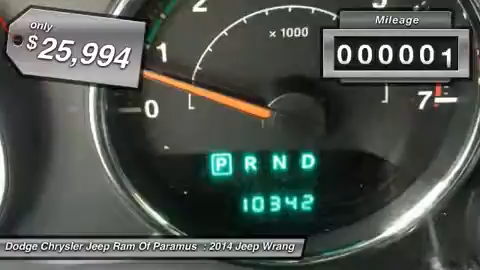 only
$25,994
Mileage
000001
2
x 1000
1
0
7
P R N D
10342
Dodge Chrysler Jeep Ram Of Paramus : 2014 Jeep Wrang